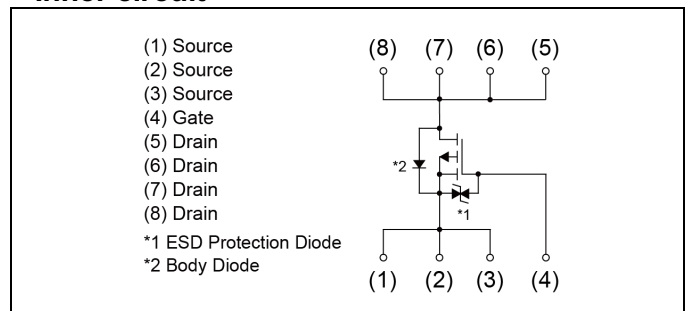 Inner circuit
(1) Source
(2) Source
(3) Source
(4) Gate
(5) Drain
(6) Drain
(7) Drain
(8) Drain
*1 ESD Protection Diode
*2 Body Diode
(8) (7) (6) (5)
*2
*1
(1) (2) (3) (4)